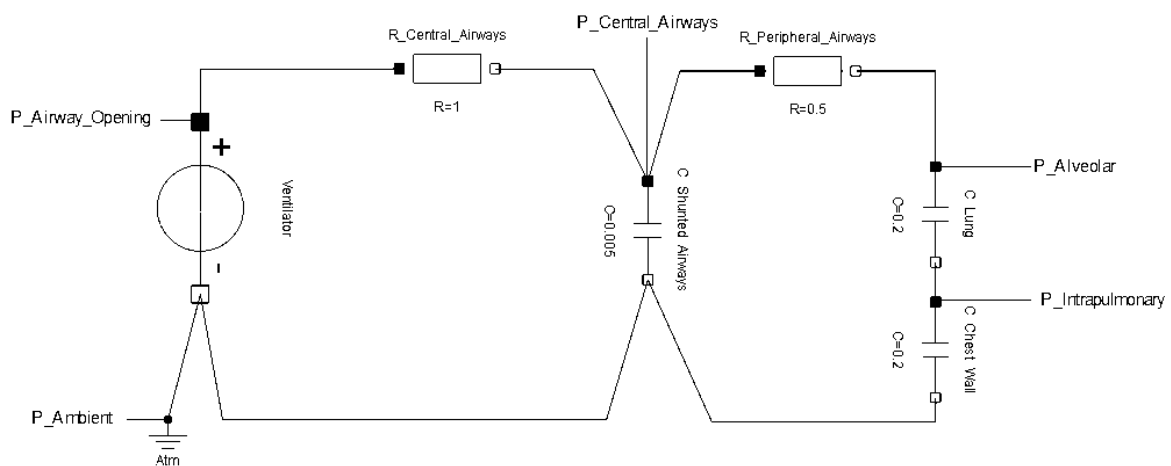 P_Central_Airways
R_Central_Airways
R_Peripheral_Airways
R=1
R=0.5
P_Airway_Opening
+
Ventilator
-
C Shunted Airways
C=0.005
P_Alveolar
C Lung
C=0.2
P_Intrapulmonary
C Chest Wall
C=0.2
P_Ambient
Atm